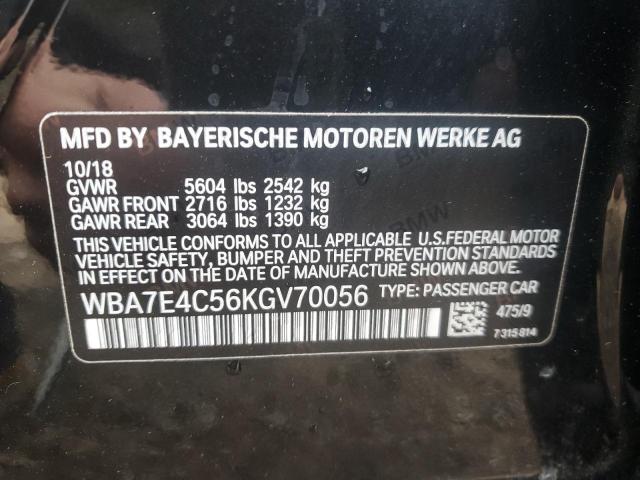 MFD BY BAYERISCHE MOTOREN WERKE AG
10/18
GVWR 5604 lbs 2542 kg
GAWR FRONT 2716 lbs 1232 kg
GAWR REAR 3064 lbs 1390 kg
THIS VEHICLE CONFORMS TO ALL APPLICABLE U.S.FEDERAL MOTOR
VEHICLE SAFETY, BUMPER AND THEFT PREVENTION STANDARDS
IN EFFECT ON THE DATE OF MANUFACTURE SHOWN ABOVE.
WBA7E4C56KGV70056 TYPE: PASSENGER CAR
475/9
7 315 814